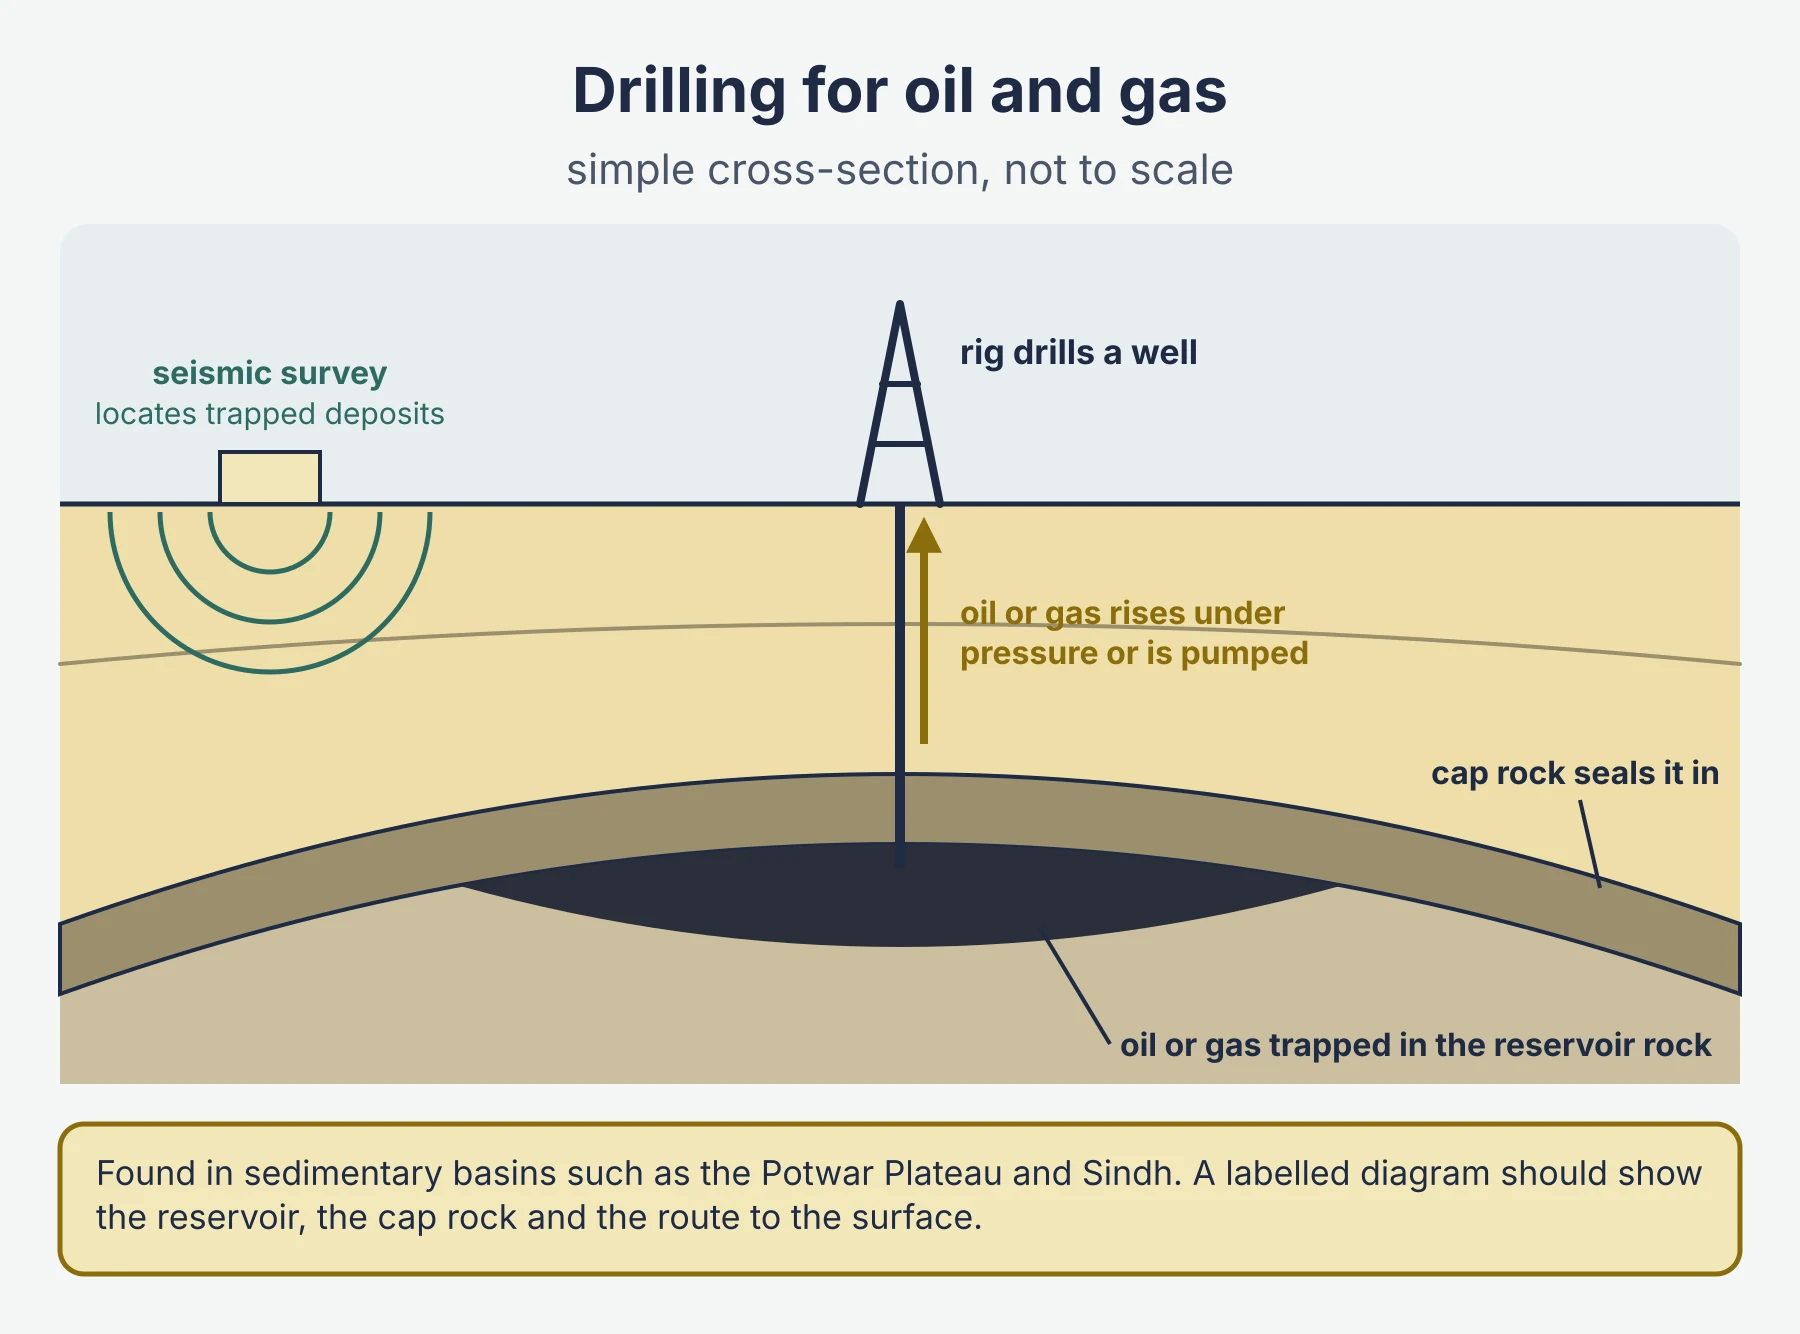 Drilling for oil and gas
simple cross-section, not to scale
rig drills a well
seismic survey
locates trapped deposits
oil or gas rises under
pressure or is pumped
cap rock seals it in
oil or gas trapped in the reservoir rock
Found in sedimentary basins such as the Potwar Plateau and Sindh. A labelled diagram should show
the reservoir, the cap rock and the route to the surface.